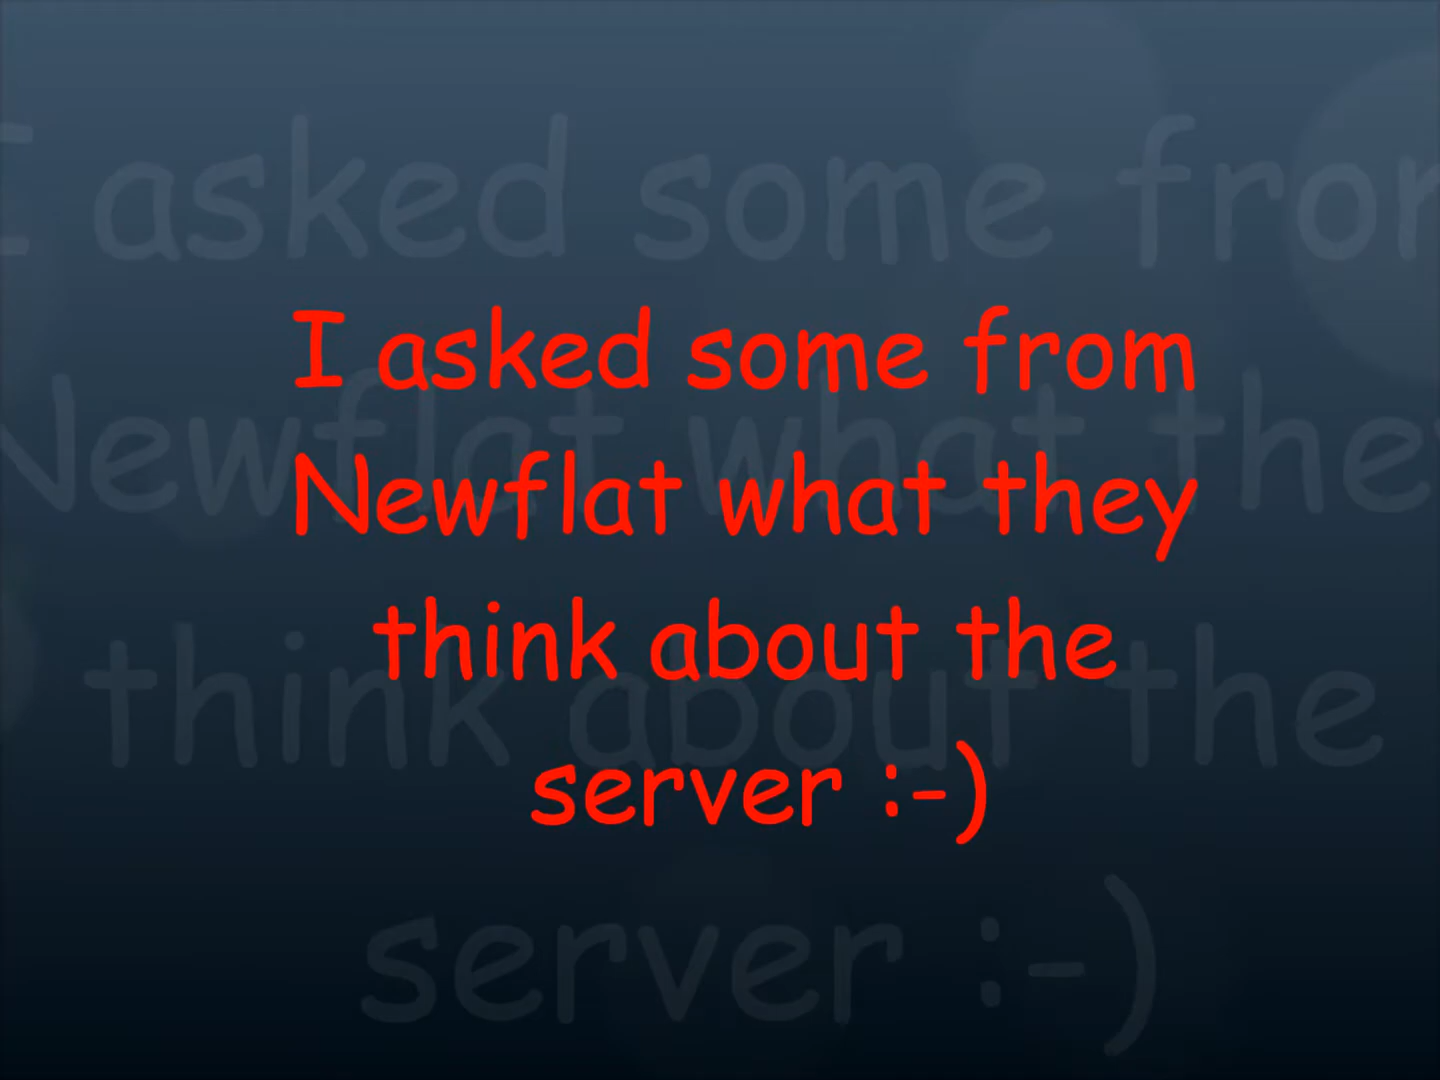 I asked some from
Newflat what they
think about the
server :-)